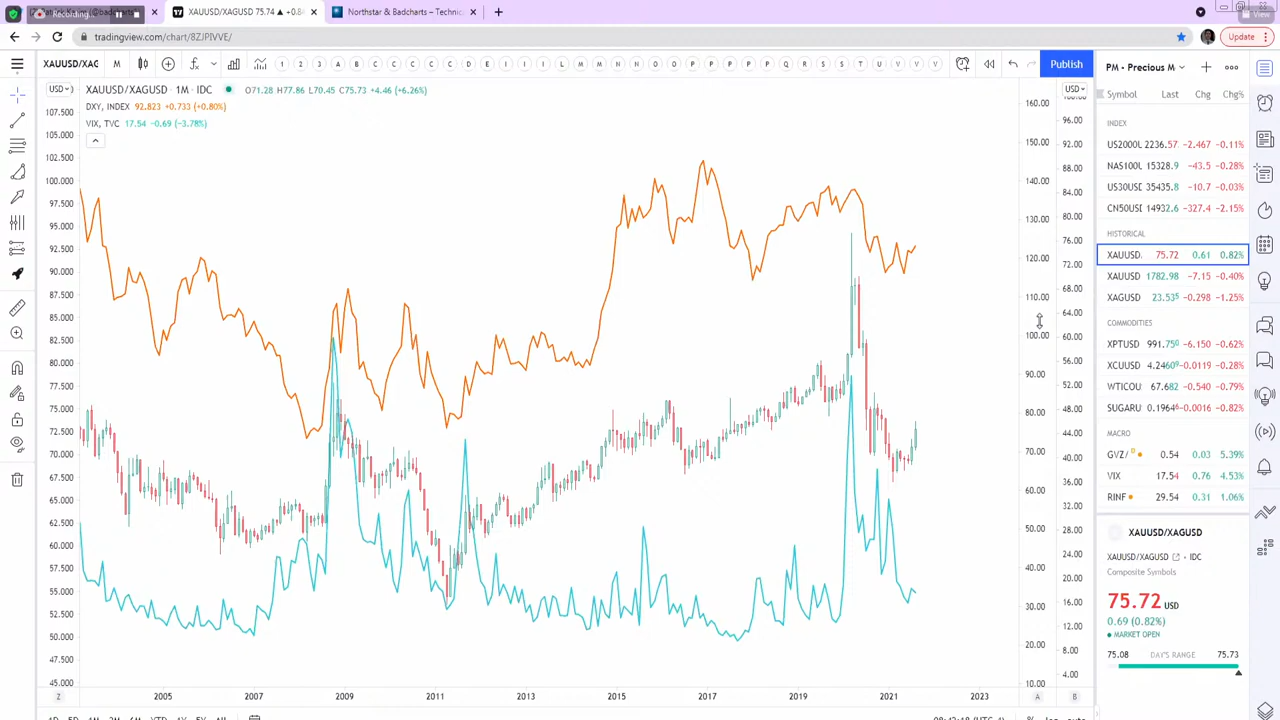 Recording...
XAUUSD/XAGUSD 75.74 ▲ +0.8
Northstar & Badcharts – Technic
View
tradingview.com/chart/8ZJPIVVE/
Update
XAUUSD/XAG
M
Publish
PM - Precious M
USD
XAUUSD/XAGUSD · 1M · IDC
O71.28 H77.86 L70.45 C75.73 +4.46 (+6.26%)
DXY, INDEX 92.823 +0.733 (+0.80%)
VIX, TVC 17.54 −0.69 (−3.78%)
107.500
105.000
102.500
100.000
97.500
95.000
92.500
90.000
87.500
85.000
82.500
80.000
77.500
75.000
72.500
70.000
67.500
65.000
62.500
60.000
57.500
55.000
52.500
50.000
47.500
45.000
160.00
150.00
140.00
130.00
120.00
110.00
100.00
90.00
80.00
70.00
60.00
50.00
40.00
30.00
20.00
10.00
USD
96.00
92.00
88.00
84.00
80.00
76.00
72.00
68.00
64.00
60.00
56.00
52.00
48.00
44.00
40.00
36.00
32.00
28.00
24.00
20.00
16.00
12.00
8.00
4.00
Z
2005
2007
2009
2011
2013
2015
2017
2019
2021
2023
A
B
Symbol Last Chg Chg%
INDEX
US2000L 2236.57 −2.467 −0.11%
NAS100L 15328.9 −43.5 −0.28%
US30USD 35435.8 −10.7 −0.03%
CN50USD 14932.6 −327.4 −2.15%
HISTORICAL
XAUUSD. 75.72 0.61 0.82%
XAUUSD 1782.98 −7.15 −0.40%
XAGUSD 23.53⁵ −0.298 −1.25%
COMMODITIES
XPTUSD 991.75⁰ −6.150 −0.62%
XCUUSD 4.2460⁹ −0.0119 −0.28%
WTICOU 67.682 −0.540 −0.79%
SUGARU 0.1964⁶ −0.0016 −0.82%
MACRO
GVZ/ D 0.54 0.03 5.39%
VIX 17.54 0.76 4.53%
RINF 29.54 0.31 1.06%
XAUUSD/XAGUSD
XAUUSD/XAGUSD · IDC
Composite Symbols
75.72 USD
0.69 (0.82%)
MARKET OPEN
75.08 DAY'S RANGE 75.73